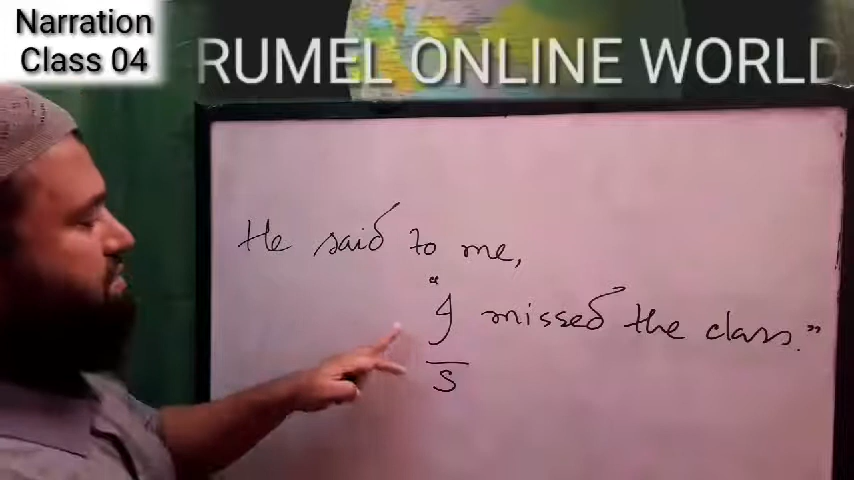 Narration
Class 04
RUMEL ONLINE WORLD
He said to me,
"I missed the class."
S